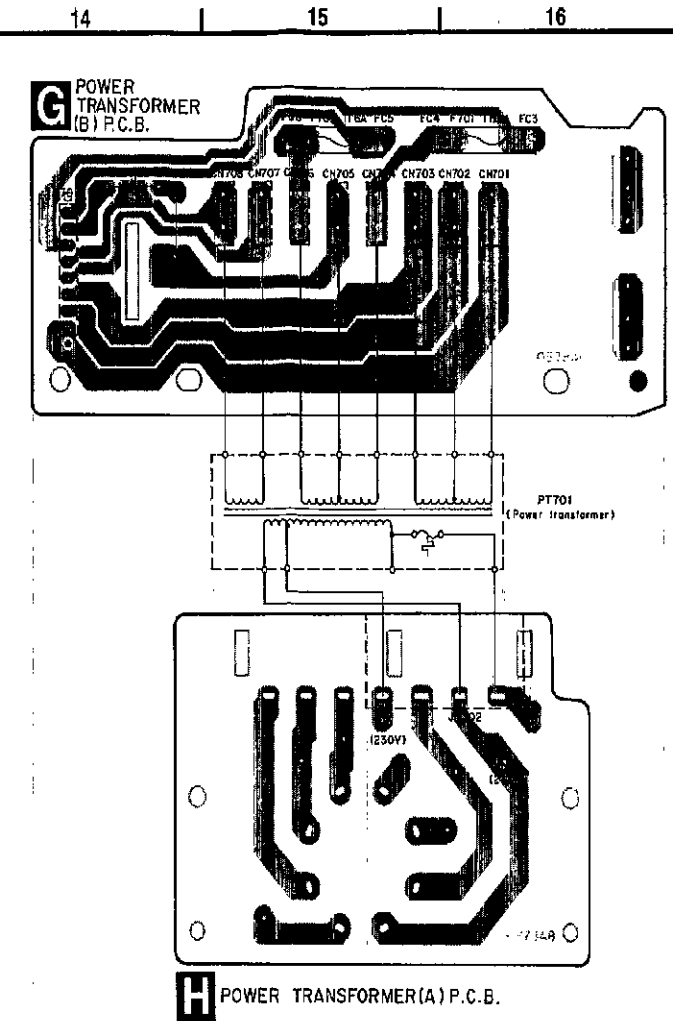 14 15 16
G POWER
TRANSFORMER
(B) P.C.B.
FC5 FC4 F701 FC3
CN708 CN707 CN705 CN703 CN702 CN701
PT701
(Power transformer)
(230V)
H POWER TRANSFORMER(A) P.C.B.